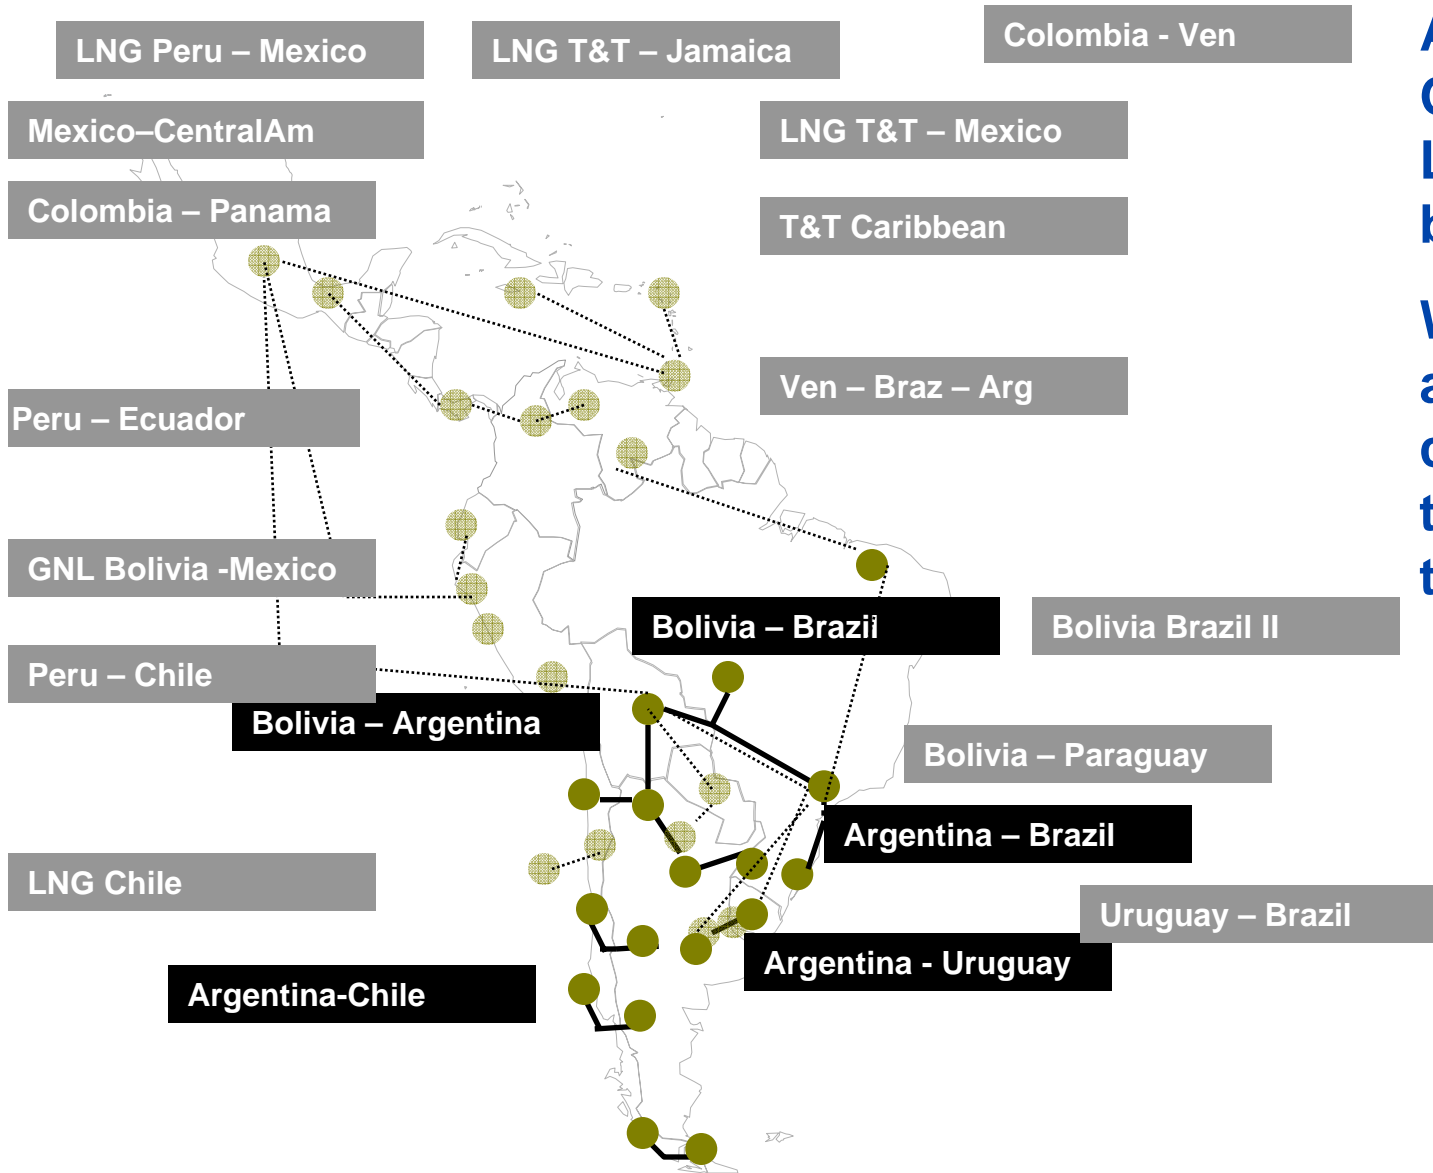 LNG Peru – Mexico
LNG T&T – Jamaica
Colombia - Ven
Mexico–CentralAm
LNG T&T – Mexico
Colombia – Panama
T&T Caribbean
Ven – Braz – Arg
Peru – Ecuador
GNL Bolivia -Mexico
Bolivia – Brazil
Bolivia Brazil II
Peru – Chile
Bolivia – Argentina
Bolivia – Paraguay
Argentina – Brazil
LNG Chile
Uruguay – Brazil
Argentina - Uruguay
Argentina-Chile